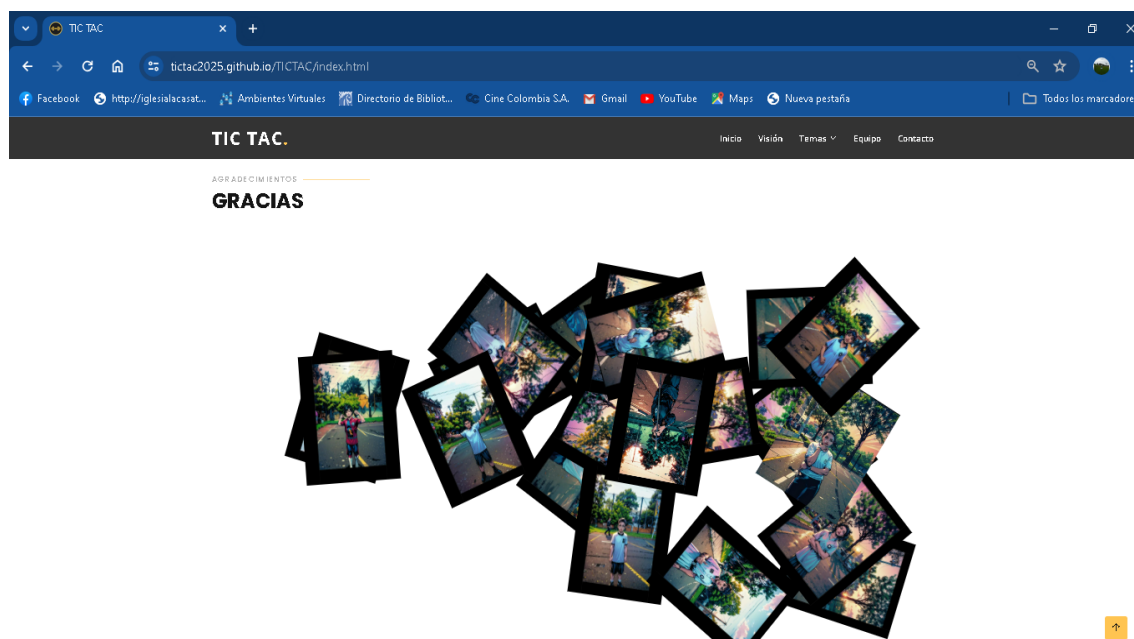 TIC TAC
tictac2025.github.io/TICTAC/index.html
Facebook http://iglesialacasat... Ambientes Virtuales Directorio de Bibliot... Cine Colombia S.A. Gmail YouTube Maps Nueva pestaña Todos los marcadore
TIC TAC. Inicio Visión Temas Equipo Contacto
AGRADECIMIENTOS
GRACIAS